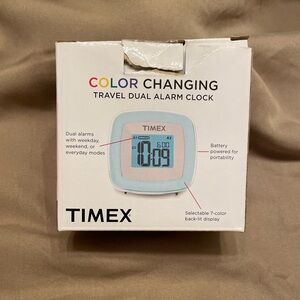 COLOR CHANGING
TRAVEL DUAL ALARM CLOCK
TIMEX
6:00
10:09
Dual alarms
with weekday,
weekend, or
everyday modes
Battery
powered for
portability
TIMEX
Selectable 7-color
back-lit display